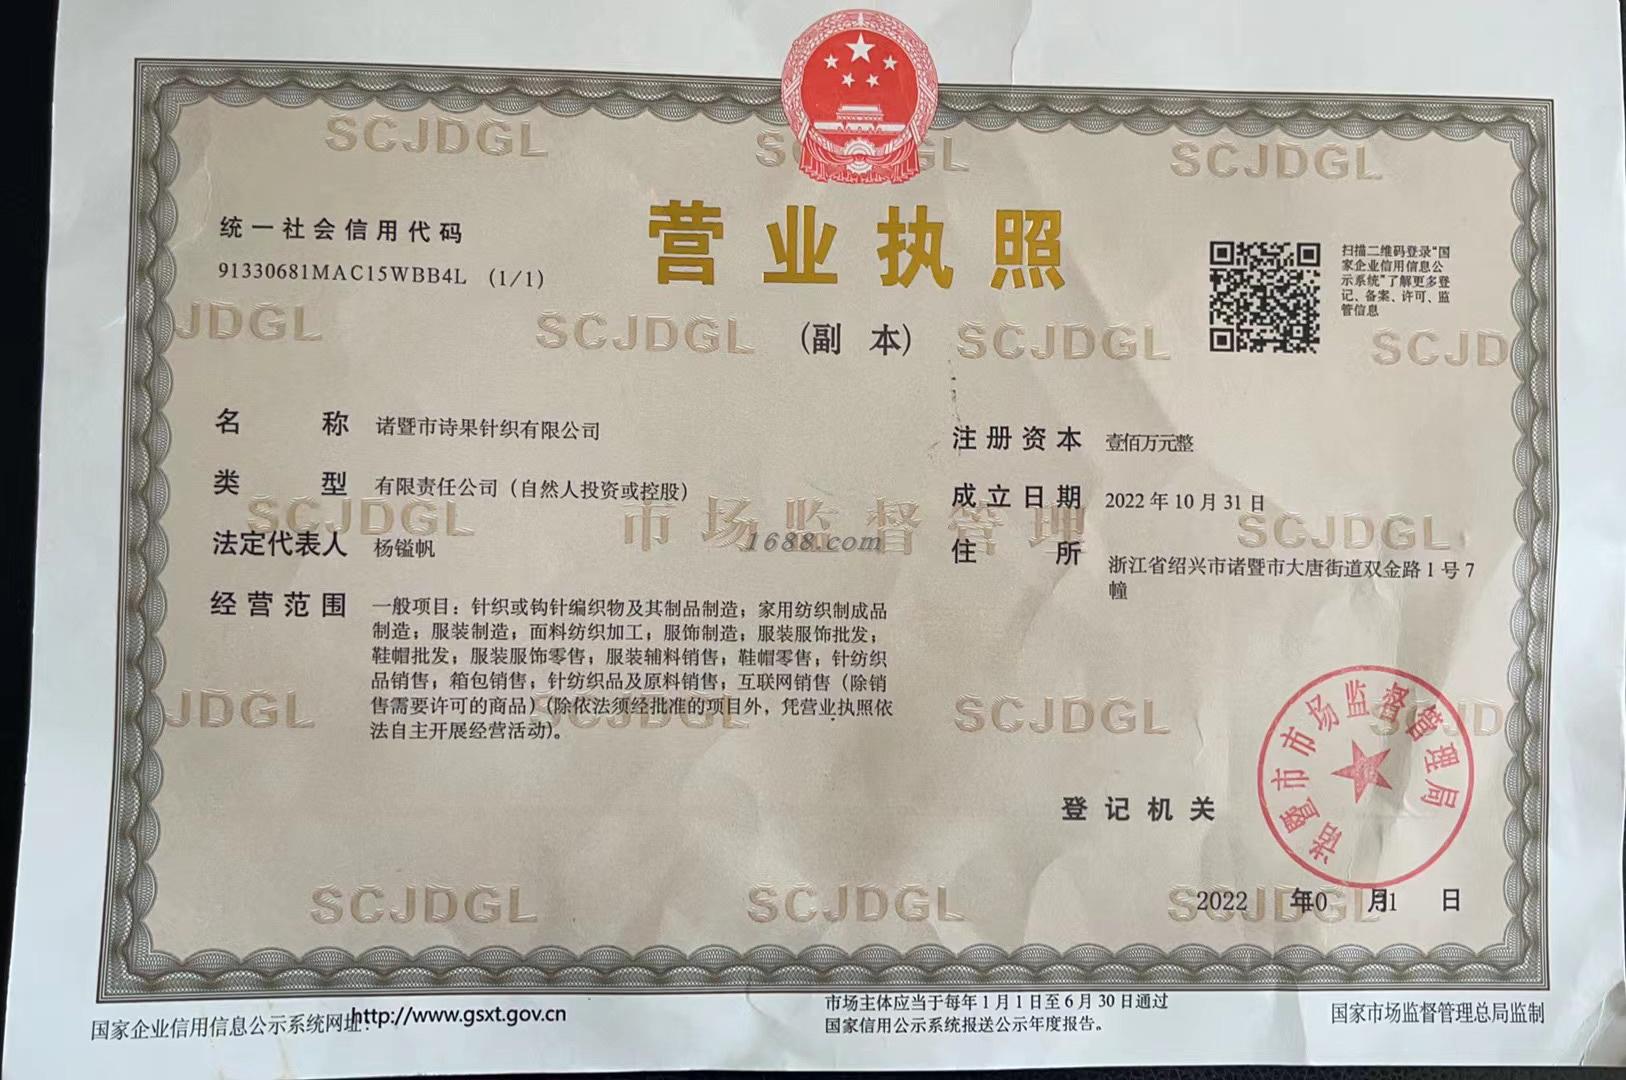 营业执照
(副本)
统一社会信用代码
91330681MAC15WBB4L (1/1)
扫描二维码登录“国
家企业信用信息公
示系统”了解更多登
记、备案、许可、监
管信息
名称 诸暨市诗果针织有限公司
类型 有限责任公司（自然人投资或控股）
法定代表人 杨镒帆
经营范围 一般项目：针织或钩针编织物及其制品制造；家用纺织制成品
制造；服装制造；面料纺织加工；服饰制造；服装服饰批发；
鞋帽批发；服装服饰零售；服装辅料销售；鞋帽零售；针纺织
品销售；箱包销售；针纺织品及原料销售；互联网销售（除销
售需要许可的商品）(除依法须经批准的项目外，凭营业执照依
法自主开展经营活动)。
注册资本 壹佰万元整
成立日期 2022年10月31日
住所 浙江省绍兴市诸暨市大唐街道双金路1号7
幢
SCJDGL
市场监督管理
1688.com
登记机关
诸暨市市场监督管理局
2022 年 月 日
国家企业信用信息公示系统网址：http://www.gsxt.gov.cn
市场主体应当于每年1月1日至6月30日通过
国家信用公示系统报送公示年度报告。
国家市场监督管理总局监制